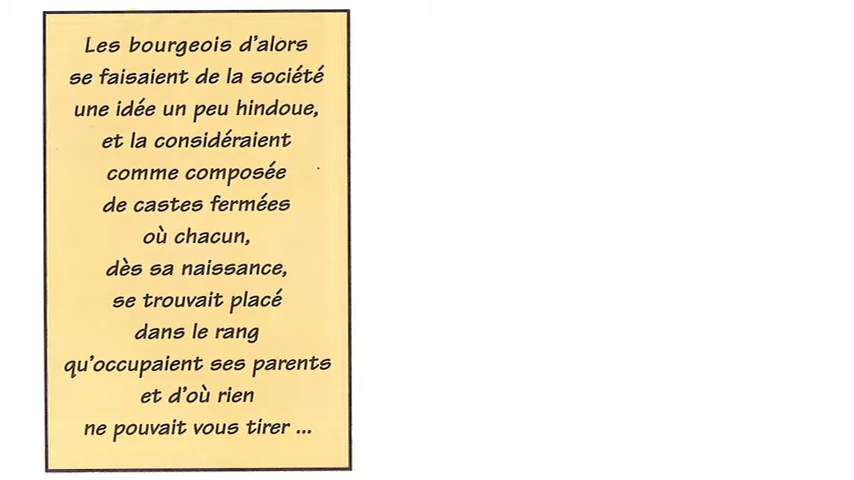 Les bourgeois d'alors
se faisaient de la société
une idée un peu hindoue,
et la considéraient
comme composée
de castes fermées
où chacun,
dès sa naissance,
se trouvait placé
dans le rang
qu'occupaient ses parents
et d'où rien
ne pouvait vous tirer ...